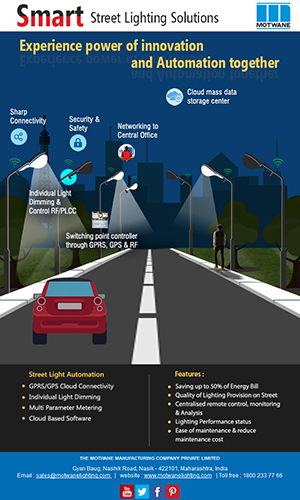 Smart Street Lighting Solutions
MOTWANE
Experience power of innovation
and Automation together
Cloud mass data
storage center
Sharp
Connectivity
Security &
Safety
Networking to
Central Office
Individual Light
Dimming &
Control RF/PLCC
Switching point controller
through GPRS, GPS & RF
Street Light Automation
• GPRS/GPS Cloud Connectivity
• Individual Light Dimming
• Multi Parameter Metering
• Cloud Based Software
Features :
• Saving up to 50% of Energy Bill
• Quality of Lighting Provision on Street
• Centralised remote control, monitoring
& Analysis
• Lighting Performance status
• Ease of maintenance & reduce
maintenance cost
THE MOTWANE MANUFACTURING COMPANY PRIVATE LIMITED
Gyan Baug, Nashik Road, Nasik - 422101, Maharashtra, India
Email : sales@motwanelighting.com | website : www.motwanelighting.com | Toll free : 1800 233 77 66